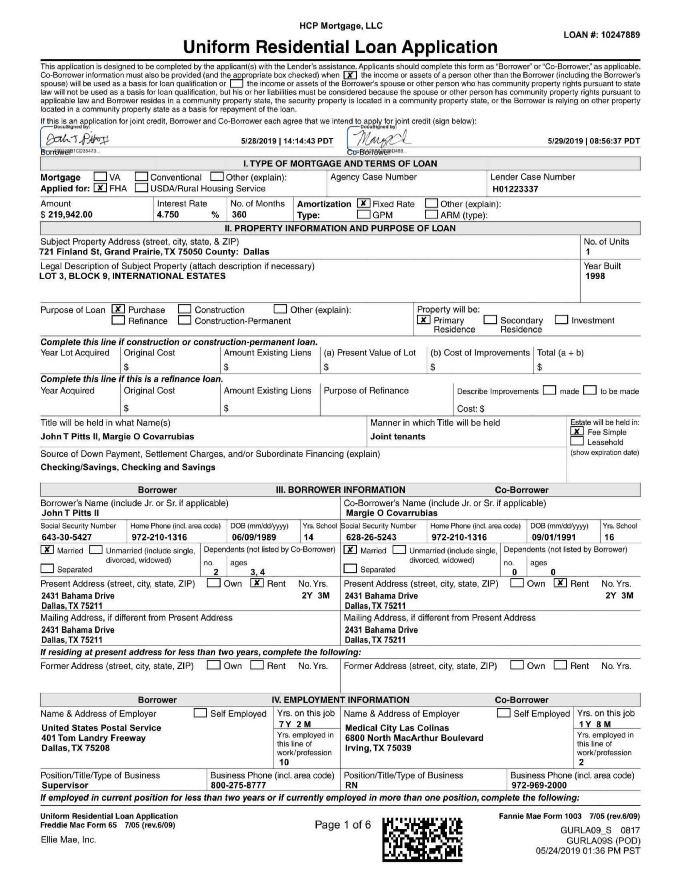 HCP Mortgage, LLC
LOAN #: 10247889
Uniform Residential Loan Application
This application is designed to be completed by the applicant(s) with the Lender's assistance. Applicants should complete this form as "Borrower" or "Co-Borrower," as applicable.
Co-Borrower information must also be provided (and the appropriate box checked) when [X] the income or assets of a person other than the Borrower (including the Borrower's
spouse) will be used as a basis for loan qualification or [ ] the income or assets of the Borrower's spouse or other person who has community property rights pursuant to state
law will not be used as a basis for loan qualification, but his or her liabilities must be considered because the spouse or other person has community property rights pursuant to
applicable law and Borrower resides in a community property state, the security property is located in a community property state, or the Borrower is relying on other property
located in a community property state as a basis for repayment of the loan.
If this is an application for joint credit, Borrower and Co-Borrower each agree that we intend to apply for joint credit (sign below):
DocuSigned by: DocuSigned by:
5/28/2019 | 14:14:43 PDT 5/29/2019 | 08:56:37 PDT
Borrower Co-Borrower
I. TYPE OF MORTGAGE AND TERMS OF LOAN
Mortgage [ ] VA [ ] Conventional [ ] Other (explain): Agency Case Number Lender Case Number
Applied for: [X] FHA [ ] USDA/Rural Housing Service H01223337
Amount Interest Rate No. of Months Amortization [X] Fixed Rate [ ] Other (explain):
$ 219,942.00 4.750 % 360 Type: [ ] GPM [ ] ARM (type):
II. PROPERTY INFORMATION AND PURPOSE OF LOAN
Subject Property Address (street, city, state, & ZIP) No. of Units
721 Finland St, Grand Prairie, TX 75050 County: Dallas 1
Legal Description of Subject Property (attach description if necessary) Year Built
LOT 3, BLOCK 9, INTERNATIONAL ESTATES 1998
Purpose of Loan [X] Purchase [ ] Construction [ ] Other (explain): Property will be:
[ ] Refinance [ ] Construction-Permanent [X] Primary Residence [ ] Secondary Residence [ ] Investment
Complete this line if construction or construction-permanent loan.
Year Lot Acquired Original Cost Amount Existing Liens (a) Present Value of Lot (b) Cost of Improvements Total (a + b)
$ $ $ $ $
Complete this line if this is a refinance loan.
Year Acquired Original Cost Amount Existing Liens Purpose of Refinance Describe Improvements [ ] made [ ] to be made
$ $ Cost: $
Title will be held in what Name(s) Manner in which Title will be held Estate will be held in:
John T Pitts II, Margie O Covarrubias Joint tenants [X] Fee Simple
[ ] Leasehold
Source of Down Payment, Settlement Charges, and/or Subordinate Financing (explain) (show expiration date)
Checking/Savings, Checking and Savings
Borrower III. BORROWER INFORMATION Co-Borrower
Borrower's Name (include Jr. or Sr. if applicable) Co-Borrower's Name (include Jr. or Sr. if applicable)
John T Pitts II Margie O Covarrubias
Social Security Number Home Phone (incl. area code) DOB (mm/dd/yyyy) Yrs. School Social Security Number Home Phone (incl. area code) DOB (mm/dd/yyyy) Yrs. School
643-30-5427 972-210-1316 06/09/1989 14 628-26-5243 972-210-1316 09/01/1991 16
[X] Married [ ] Unmarried (include single, Dependents (not listed by Co-Borrower) [X] Married [ ] Unmarried (include single, Dependents (not listed by Borrower)
divorced, widowed) no. ages divorced, widowed) no. ages
[ ] Separated 2 3, 4 [ ] Separated 0 0
Present Address (street, city, state, ZIP) [ ] Own [X] Rent No. Yrs. Present Address (street, city, state, ZIP) [ ] Own [X] Rent No. Yrs.
2431 Bahama Drive 2Y 3M 2431 Bahama Drive 2Y 3M
Dallas, TX 75211 Dallas, TX 75211
Mailing Address, if different from Present Address Mailing Address, if different from Present Address
2431 Bahama Drive 2431 Bahama Drive
Dallas, TX 75211 Dallas, TX 75211
If residing at present address for less than two years, complete the following:
Former Address (street, city, state, ZIP) [ ] Own [ ] Rent No. Yrs. Former Address (street, city, state, ZIP) [ ] Own [ ] Rent No. Yrs.
Borrower IV. EMPLOYMENT INFORMATION Co-Borrower
Name & Address of Employer [ ] Self Employed Yrs. on this job Name & Address of Employer [ ] Self Employed Yrs. on this job
7Y 2M 1Y 8M
United States Postal Service Yrs. employed in Medical City Las Colinas Yrs. employed in
401 Tom Landry Freeway this line of 6800 North MacArthur Boulevard this line of
Dallas, TX 75208 work/profession Irving, TX 75039 work/profession
10 2
Position/Title/Type of Business Business Phone (incl. area code) Position/Title/Type of Business Business Phone (incl. area code)
Supervisor 800-275-8777 RN 972-969-2000
If employed in current position for less than two years or if currently employed in more than one position, complete the following:
Uniform Residential Loan Application Fannie Mae Form 1003 7/05 (rev.6/09)
Freddie Mac Form 65 7/05 (rev.6/09) Page 1 of 6 GURLA09_S 0817
Ellie Mae, Inc. GURLA09S (POD)
05/24/2019 01:36 PM PST